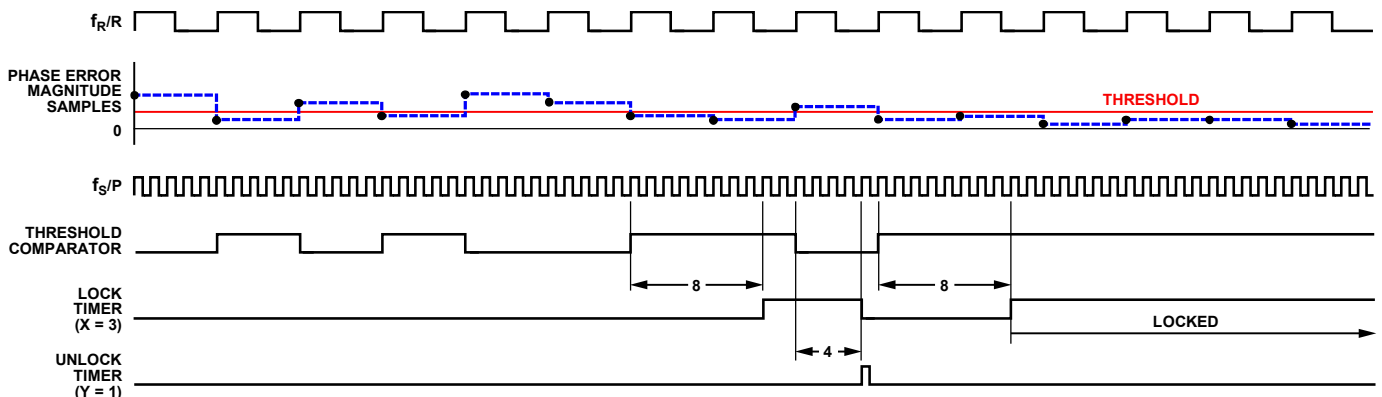 fR/R
PHASE ERROR
MAGNITUDE
SAMPLES
0
THRESHOLD
fS/P
THRESHOLD
COMPARATOR
8
8
LOCK
TIMER
(X = 3)
LOCKED
4
UNLOCK
TIMER
(Y = 1)